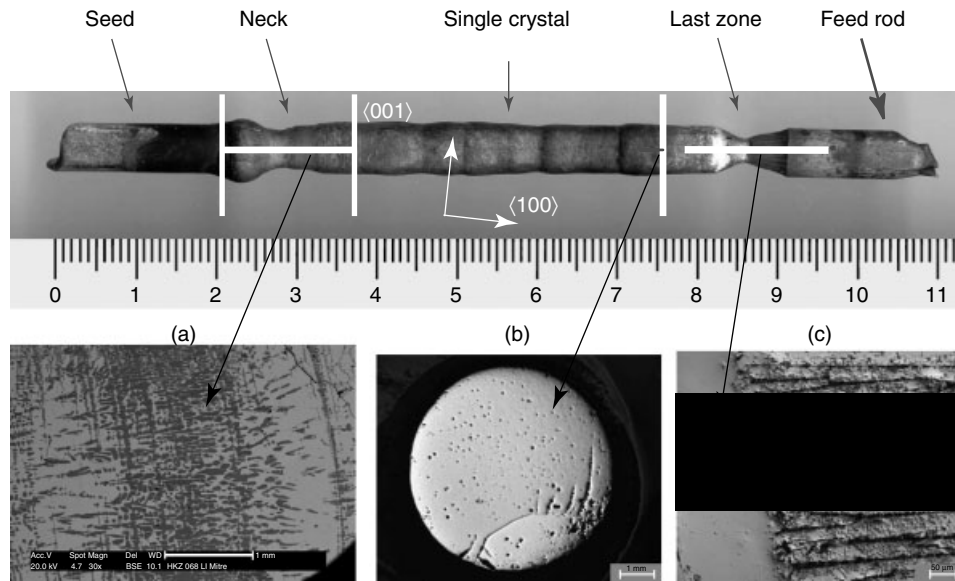 Seed Neck Single crystal Last zone Feed rod
⟨001⟩
⟨100⟩
0 1 2 3 4 5 6 7 8 9 10 11
(a) (b) (c)
Acc.V Spot Magn Det WD 1 mm
20.0 kV 4.7 30x BSE 10.1 HKZ 068 LI Mitre
1 mm
50 µm